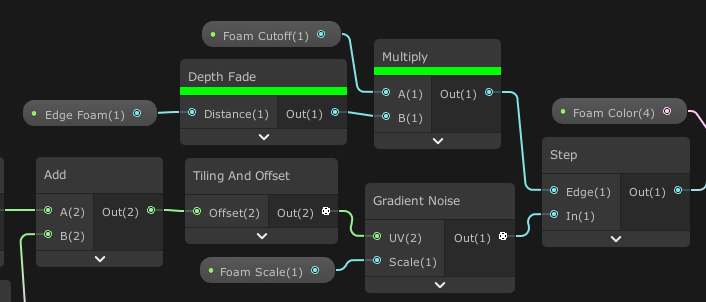 Foam Cutoff(1)
Multiply
A(1)
Out(1)
B(1)
Depth Fade
Distance(1)
Out(1)
Edge Foam(1)
Foam Color(4)
Step
Edge(1)
Out(1)
In(1)
Add
A(2)
Out(2)
B(2)
Tiling And Offset
Offset(2)
Out(2)
Gradient Noise
UV(2)
Out(1)
Scale(1)
Foam Scale(1)